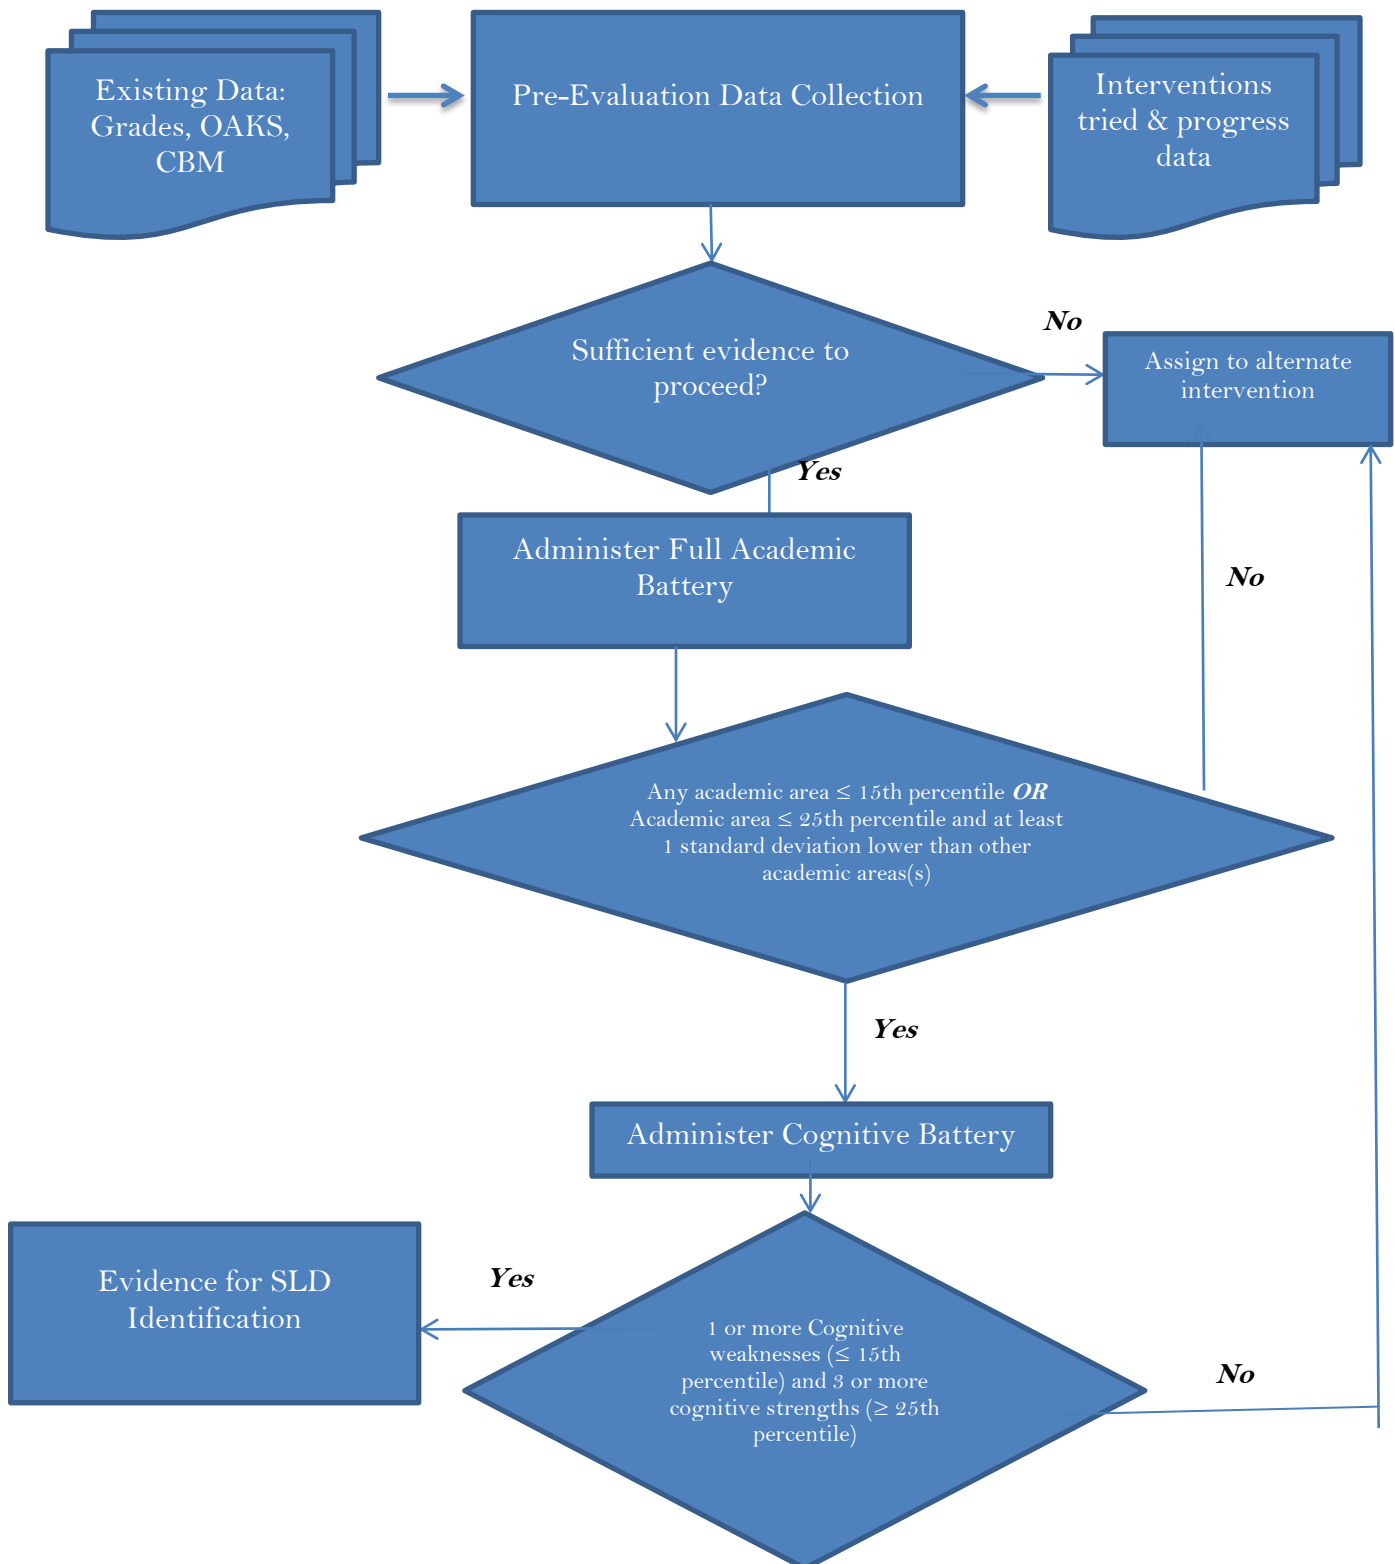 Existing Data:
Grades, OAKS,
CBM
Pre-Evaluation Data Collection
Interventions
tried & progress
data
Sufficient evidence to
proceed?
No
Assign to alternate
intervention
Yes
Administer Full Academic
Battery
No
Any academic area ≤ 15th percentile OR
Academic area ≤ 25th percentile and at least
1 standard deviation lower than other
academic areas(s)
Yes
Administer Cognitive Battery
Evidence for SLD
Identification
Yes
1 or more Cognitive
weaknesses (≤ 15th
percentile) and 3 or more
cognitive strengths (≥ 25th
percentile)
No